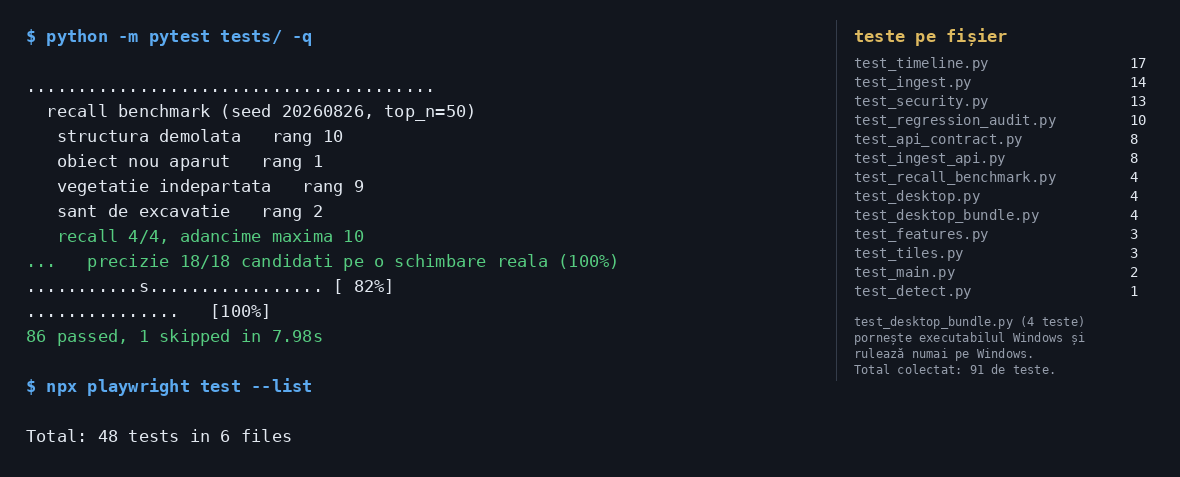 $ python -m pytest tests/ -q
........................................
recall benchmark (seed 20260826, top_n=50)
structura demolata   rang 10
obiect nou aparut   rang 1
vegetatie indepartata   rang 9
sant de excavatie   rang 2
recall 4/4, adancime maxima 10
...   precizie 18/18 candidati pe o schimbare reala (100%)
...........s................. [ 82%]
...............   [100%]
86 passed, 1 skipped in 7.98s
$ npx playwright test --list
Total: 48 tests in 6 files
teste pe fișier
test_timeline.py 17
test_ingest.py 14
test_security.py 13
test_regression_audit.py 10
test_api_contract.py 8
test_ingest_api.py 8
test_recall_benchmark.py 4
test_desktop.py 4
test_desktop_bundle.py 4
test_features.py 3
test_tiles.py 3
test_main.py 2
test_detect.py 1
test_desktop_bundle.py (4 teste)
pornește executabilul Windows și
rulează numai pe Windows.
Total colectat: 91 de teste.